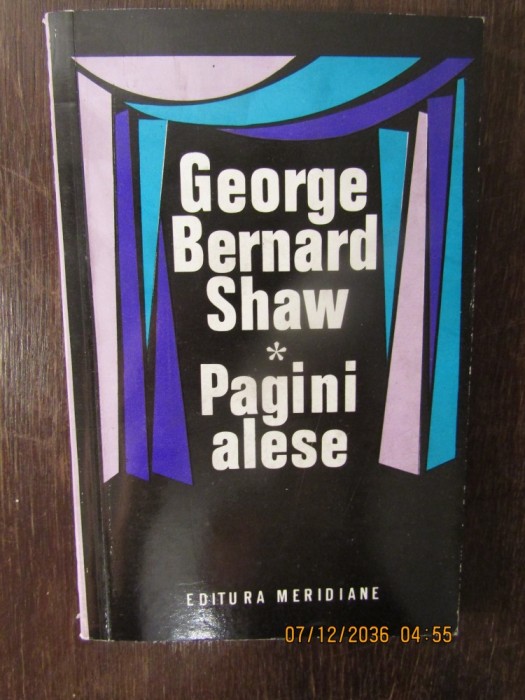 George
Bernard
Shaw
*
Pagini
alese
EDITURA MERIDIANE
07/12/2036 04:55